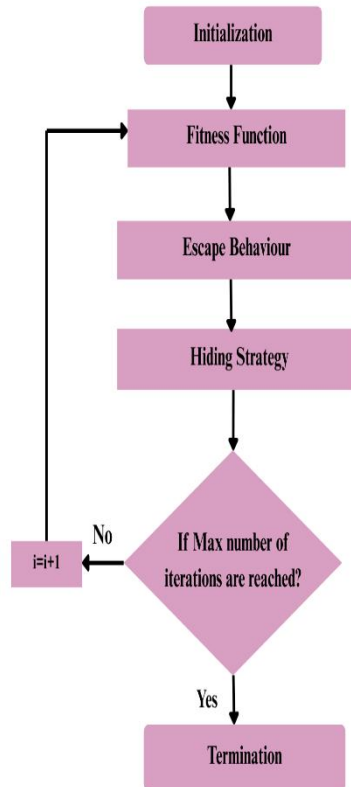 Initialization
Fitness Function
Escape Behaviour
Hiding Strategy
If Max number of
iterations are reached?
No
i=i+1
Yes
Termination